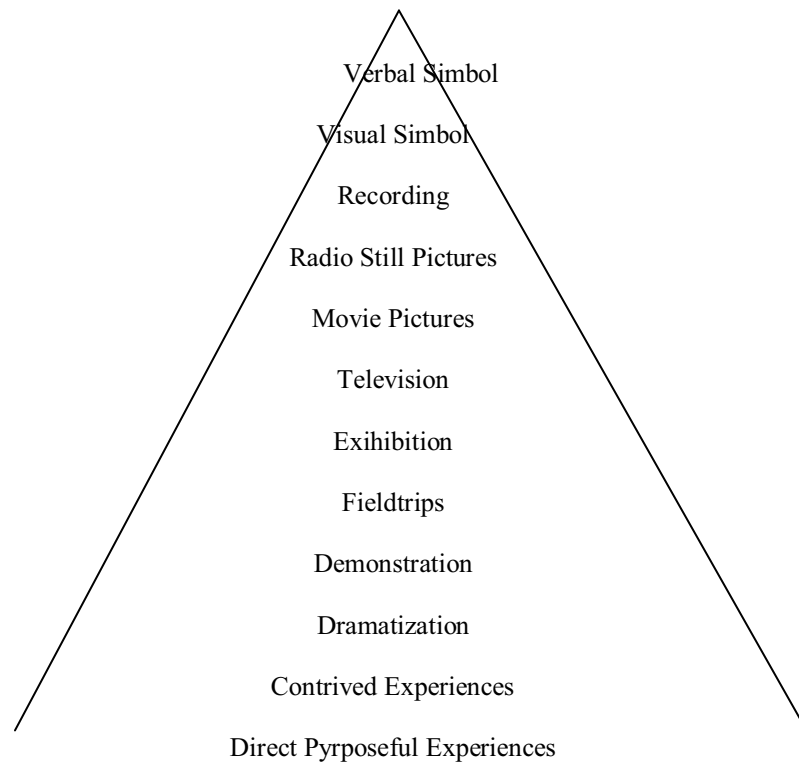 Verbal Simbol
Visual Simbol
Recording
Radio Still Pictures
Movie Pictures
Television
Exihibition
Fieldtrips
Demonstration
Dramatization
Contrived Experiences
Direct Pyrposeful Experiences